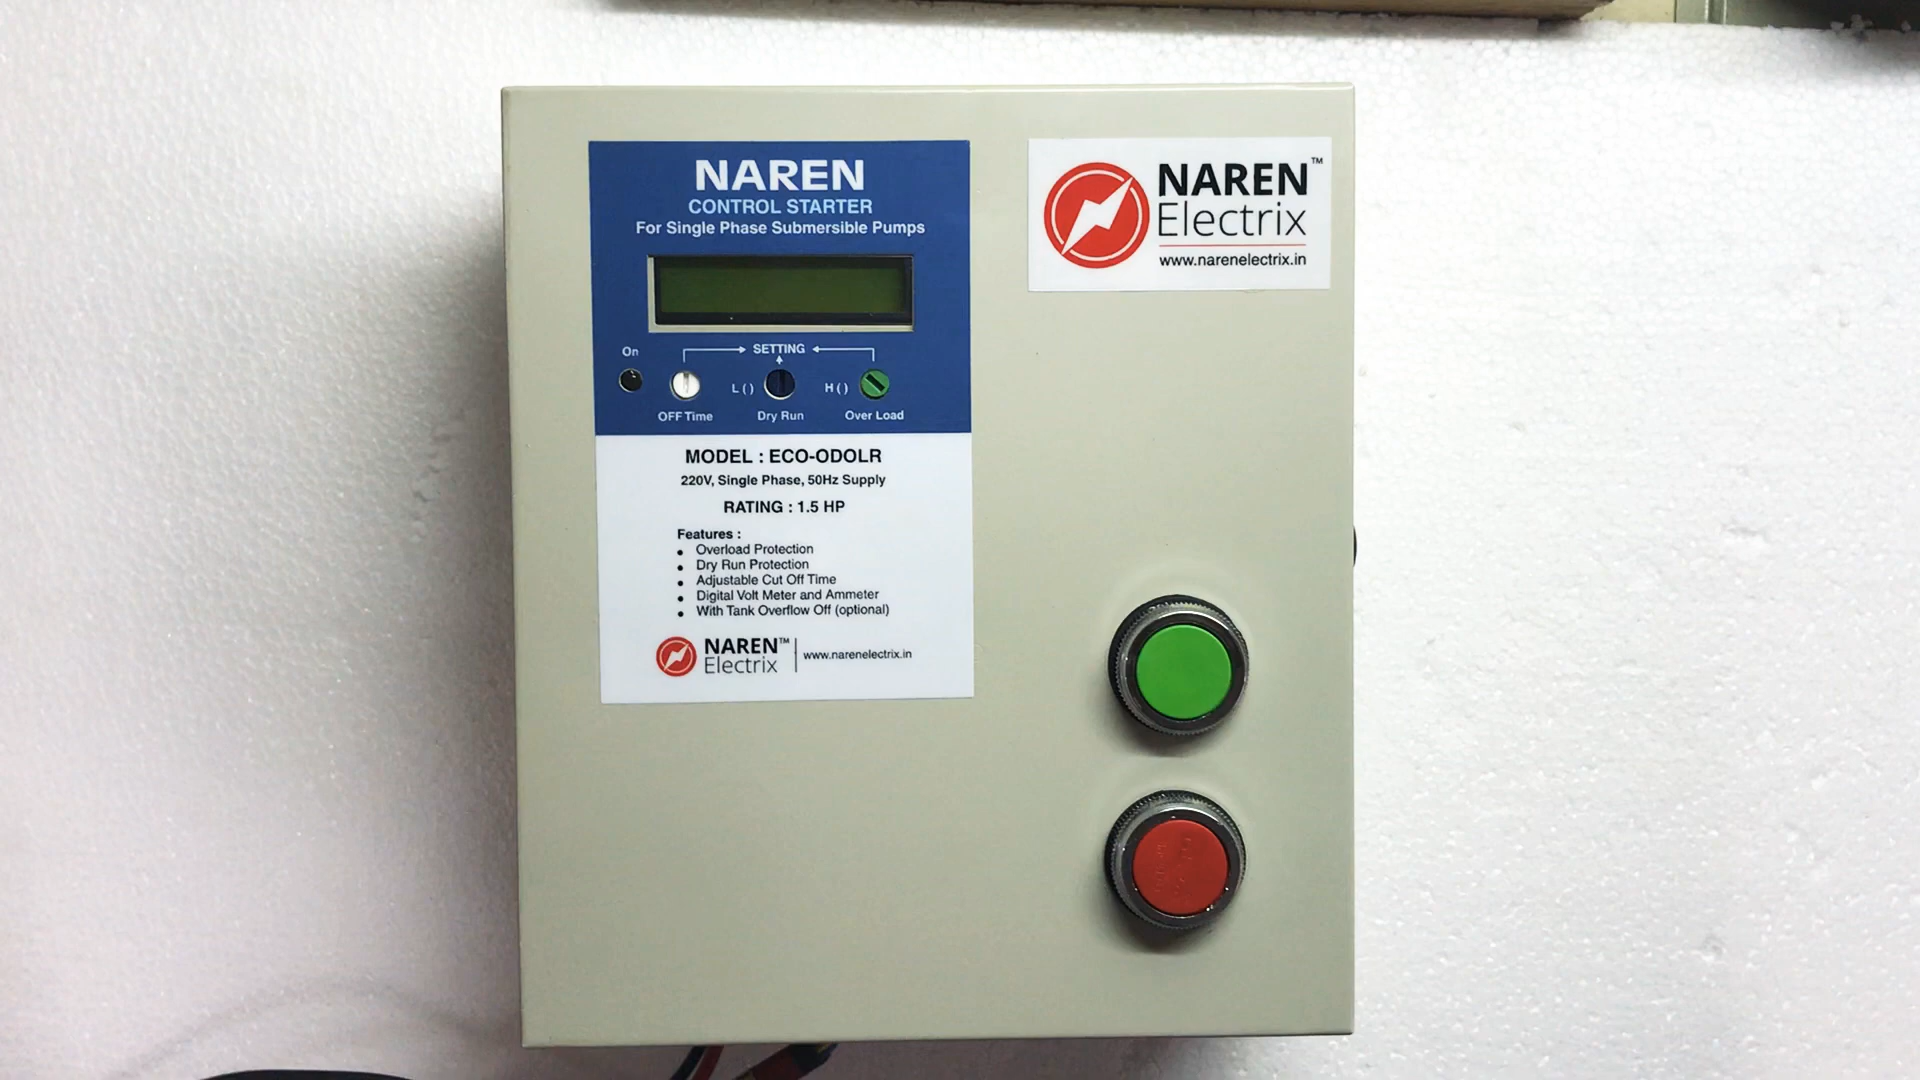 NAREN
CONTROL STARTER
For Single Phase Submersible Pumps
On
SETTING
L ( )
H ( )
OFF Time
Dry Run
Over Load
MODEL : ECO-ODOLR
220V, Single Phase, 50Hz Supply
RATING : 1.5 HP
Features :
• Overload Protection
• Dry Run Protection
• Adjustable Cut Off Time
• Digital Volt Meter and Ammeter
• With Tank Overflow Off (optional)
NAREN™
Electrix
www.narenelectrix.in
NAREN™
Electrix
www.narenelectrix.in